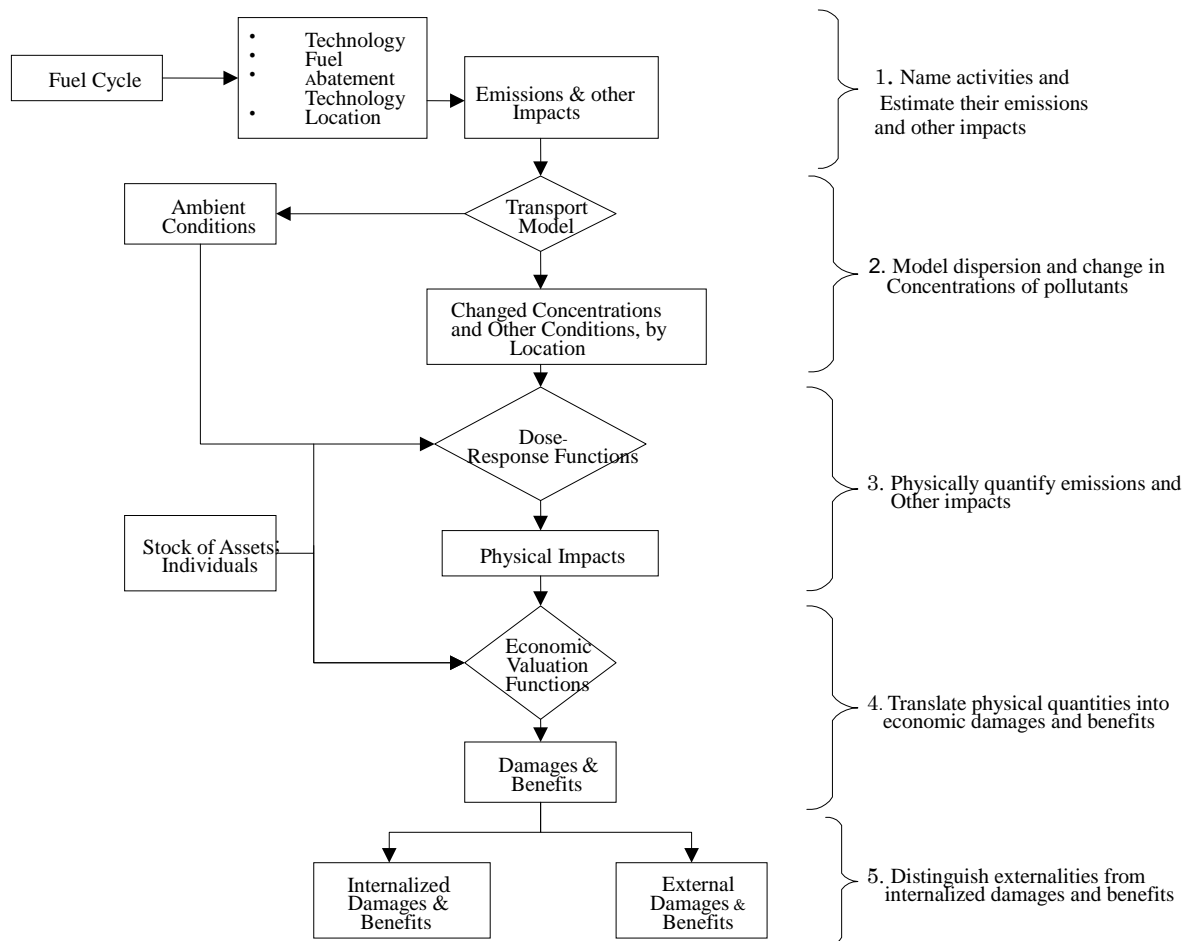 Fuel Cycle
• Technology
• Fuel
• Abatement
Technology
• Location
Emissions & other
Impacts
1. Name activities and
Estimate their emissions
and other impacts
Ambient
Conditions
Transport
Model
2. Model dispersion and change in
Concentrations of pollutants
Changed Concentrations
and Other Conditions, by
Location
Dose-
Response Functions
3. Physically quantify emissions and
Other impacts
Stock of Assets;
Individuals
Physical Impacts
Economic
Valuation
Functions
4. Translate physical quantities into
economic damages and benefits
Damages &
Benefits
Internalized
Damages &
Benefits
External
Damages &
Benefits
5. Distinguish externalities from
internalized damages and benefits